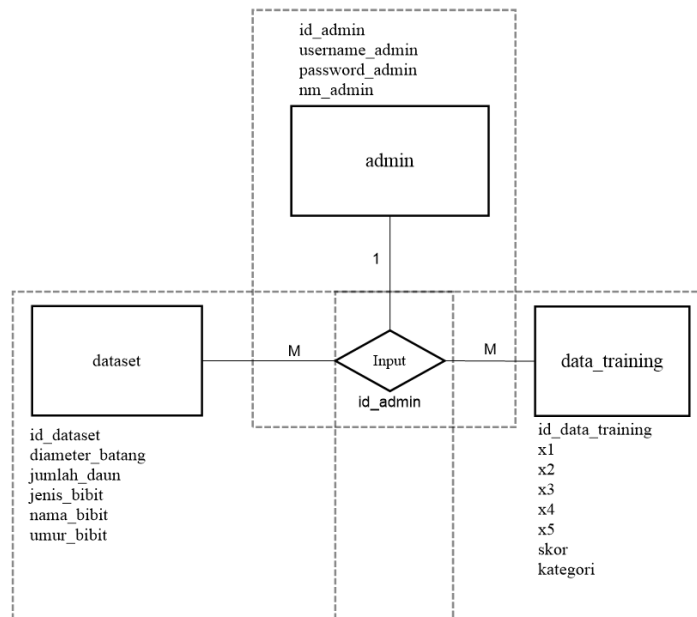 id_admin
username_admin
password_admin
nm_admin
admin
1
dataset
M
Input
M
data_training
id_admin
id_dataset
diameter_batang
jumlah_daun
jenis_bibit
nama_bibit
umur_bibit
id_data_training
x1
x2
x3
x4
x5
skor
kategori